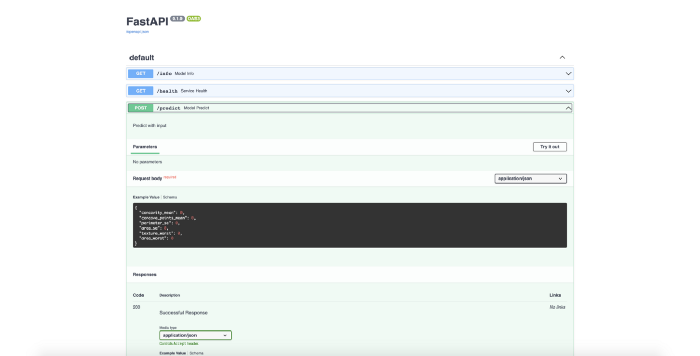 FastAPI 0.1.0 OAS3
/openapi.json
default
GET /info Model Info
GET /health Service Health
POST /predict Model Predict
Predict with input
Parameters Try it out
No parameters
Request body required application/json
Example Value Schema
{
"concavity_mean": 0,
"concave_points_mean": 0,
"perimeter_se": 0,
"area_se": 0,
"texture_worst": 0,
"area_worst": 0
}
Responses
Code Description Links
200 No links
Successful Response
Media type
application/json
Controls Accept header.
Example Value Schema